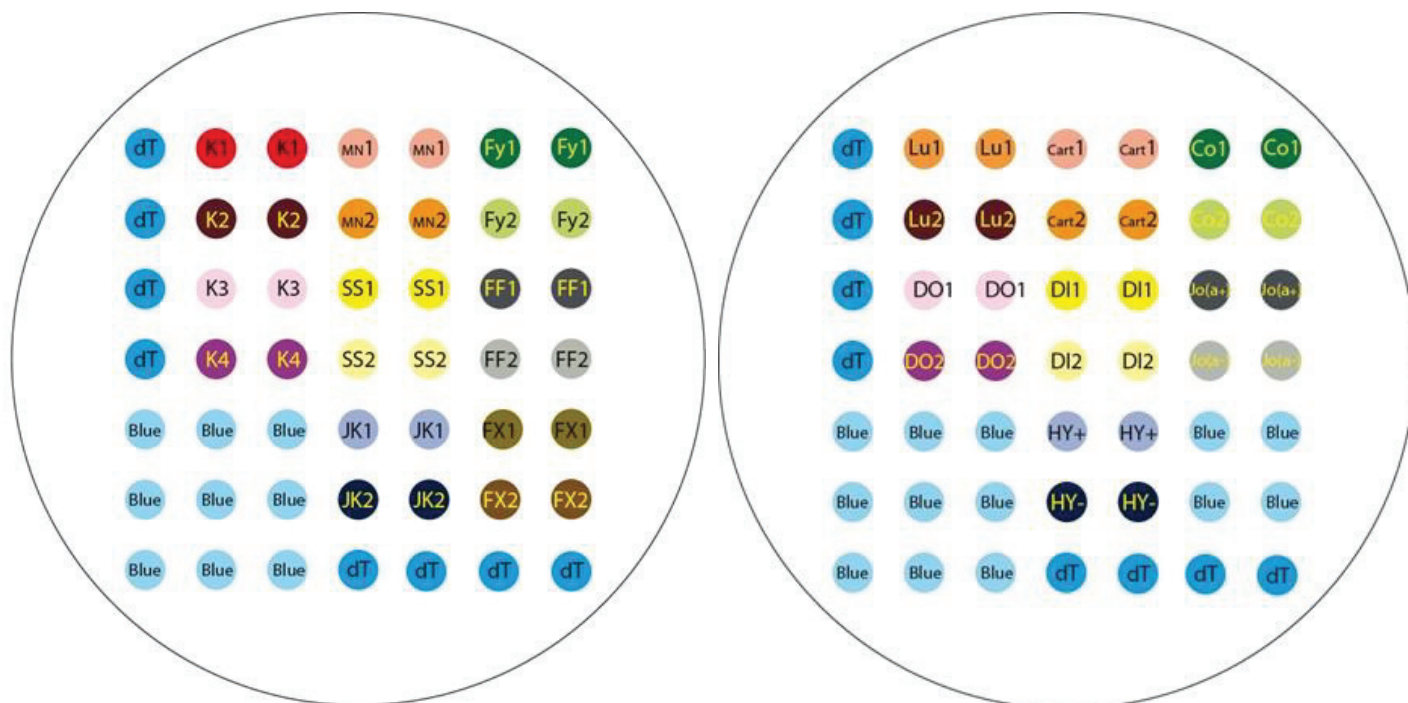 dT K1 K1 MN1 MN1 Fy1 Fy1
dT K2 K2 MN2 MN2 Fy2 Fy2
dT K3 K3 SS1 SS1 FF1 FF1
dT K4 K4 SS2 SS2 FF2 FF2
Blue Blue Blue JK1 JK1 FX1 FX1
Blue Blue Blue JK2 JK2 FX2 FX2
Blue Blue Blue dT dT dT dT
dT Lu1 Lu1 Cart1 Cart1 Co1 Co1
dT Lu2 Lu2 Cart2 Cart2 Co2 Co2
dT DO1 DO1 DI1 DI1 Jo(a+) Jo(a+)
dT DO2 DO2 DI2 DI2 Jo(a-) Jo(a-)
Blue Blue Blue HY+ HY+ Blue Blue
Blue Blue Blue HY- HY- Blue Blue
Blue Blue Blue dT dT dT dT